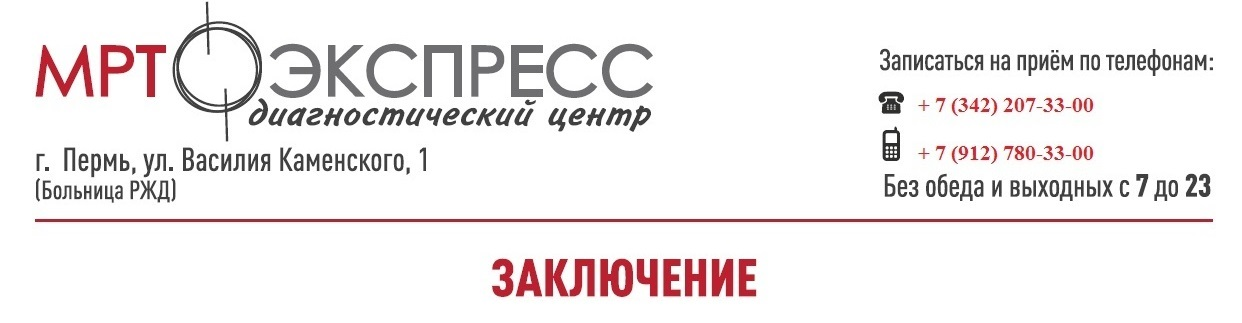 МРТ ЭКСПРЕСС
диагностический центр
г. Пермь, ул. Василия Каменского, 1
(Больница РЖД)
Записаться на приём по телефонам:
+ 7 (342) 207-33-00
+ 7 (912) 780-33-00
Без обеда и выходных с 7 до 23
ЗАКЛЮЧЕНИЕ